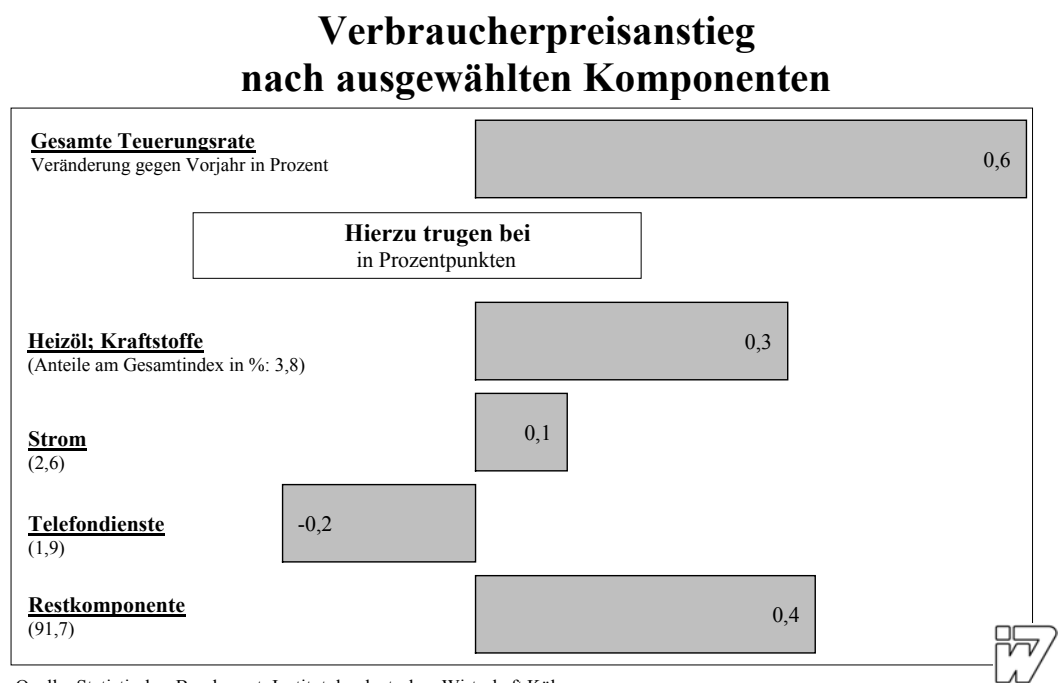 Verbraucherpreisanstieg
nach ausgewählten Komponenten
Gesamte Teuerungsrate
Veränderung gegen Vorjahr in Prozent
0,6
Hierzu trugen bei
in Prozentpunkten
Heizöl; Kraftstoffe
(Anteile am Gesamtindex in %: 3,8)
0,3
Strom
(2,6)
0,1
Telefondienste
(1,9)
-0,2
Restkomponente
(91,7)
0,4
iw